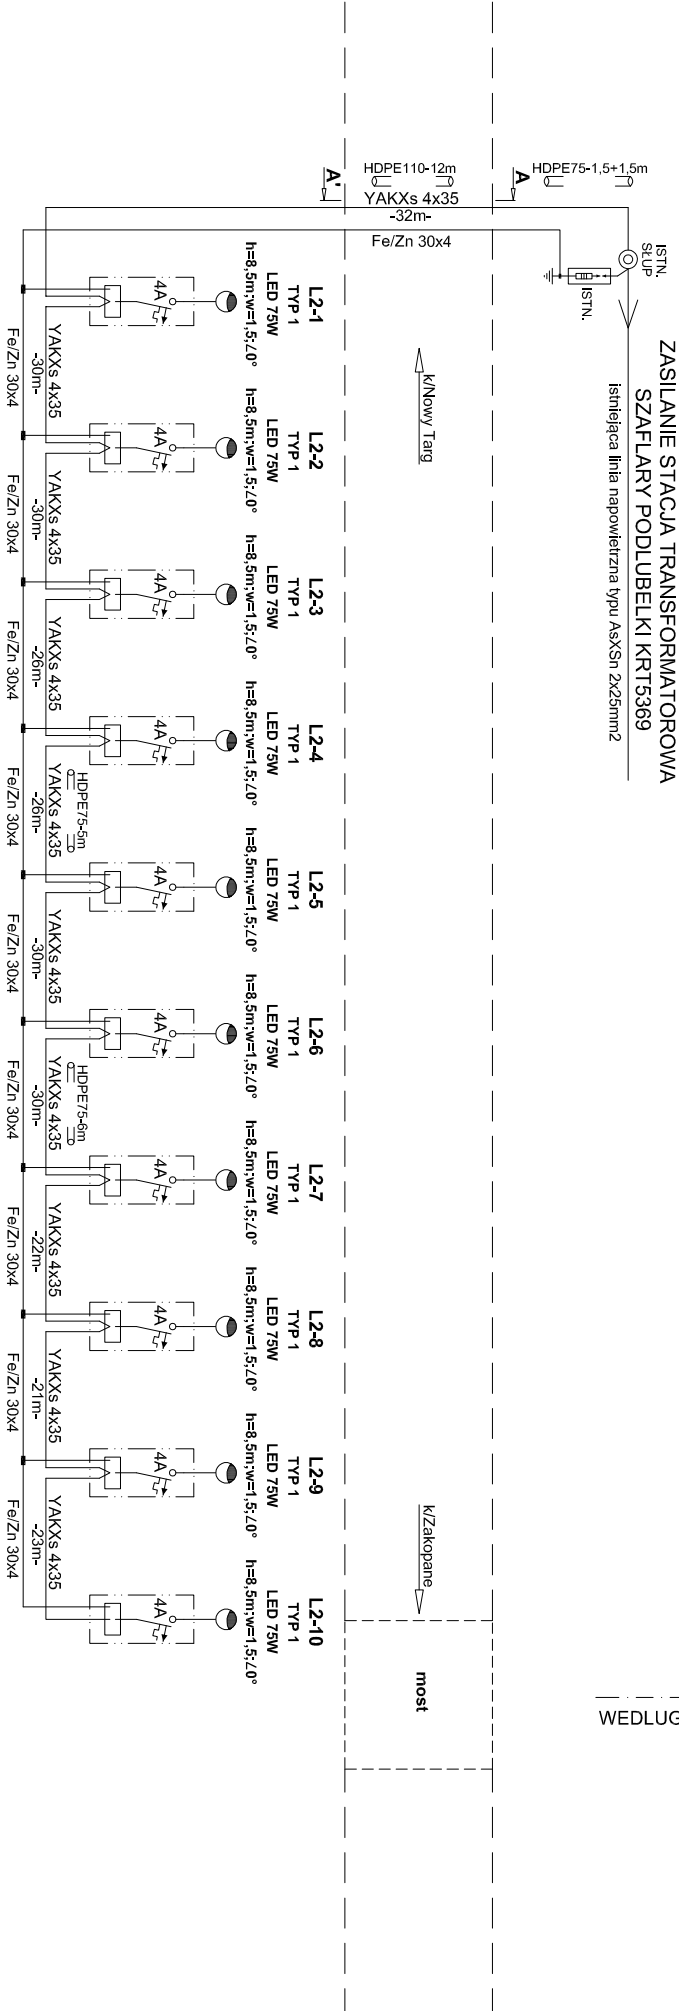 ZASILANIE STACJA TRANSFORMATOROWA
SZAFLARY PODLUBELKI KRT5369
istniejąca linia napowietrzna typu AsXSn 2x25mm2
ISTN.
SŁUP
ISTN.
HDPE75-1,5+1,5m
A
HDPE110-12m
A'
YAKXs 4x35
-32m-
Fe/Zn 30x4
k/Nowy Targ
k/Zakopane
most
WEDLUG
L2-1
TYP 1
LED 75W
h=8,5m;w=1,5;∠0°
4A
YAKXs 4x35
-30m-
Fe/Zn 30x4
L2-2
TYP 1
LED 75W
h=8,5m;w=1,5;∠0°
4A
YAKXs 4x35
-30m-
Fe/Zn 30x4
L2-3
TYP 1
LED 75W
h=8,5m;w=1,5;∠0°
4A
YAKXs 4x35
-26m-
Fe/Zn 30x4
L2-4
TYP 1
LED 75W
h=8,5m;w=1,5;∠0°
4A
HDPE75-5m
YAKXs 4x35
-26m-
Fe/Zn 30x4
L2-5
TYP 1
LED 75W
h=8,5m;w=1,5;∠0°
4A
YAKXs 4x35
-30m-
Fe/Zn 30x4
L2-6
TYP 1
LED 75W
h=8,5m;w=1,5;∠0°
4A
HDPE75-6m
YAKXs 4x35
-30m-
Fe/Zn 30x4
L2-7
TYP 1
LED 75W
h=8,5m;w=1,5;∠0°
4A
YAKXs 4x35
-22m-
Fe/Zn 30x4
L2-8
TYP 1
LED 75W
h=8,5m;w=1,5;∠0°
4A
YAKXs 4x35
-21m-
Fe/Zn 30x4
L2-9
TYP 1
LED 75W
h=8,5m;w=1,5;∠0°
4A
YAKXs 4x35
-23m-
Fe/Zn 30x4
L2-10
TYP 1
LED 75W
h=8,5m;w=1,5;∠0°
4A